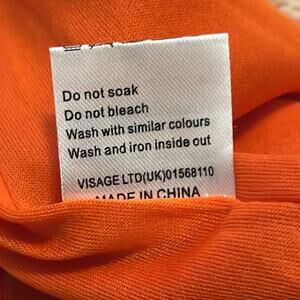 Do not soak
Do not bleach
Wash with similar colours
Wash and iron inside out
VISAGE LTD(UK)01568110
MADE IN CHINA